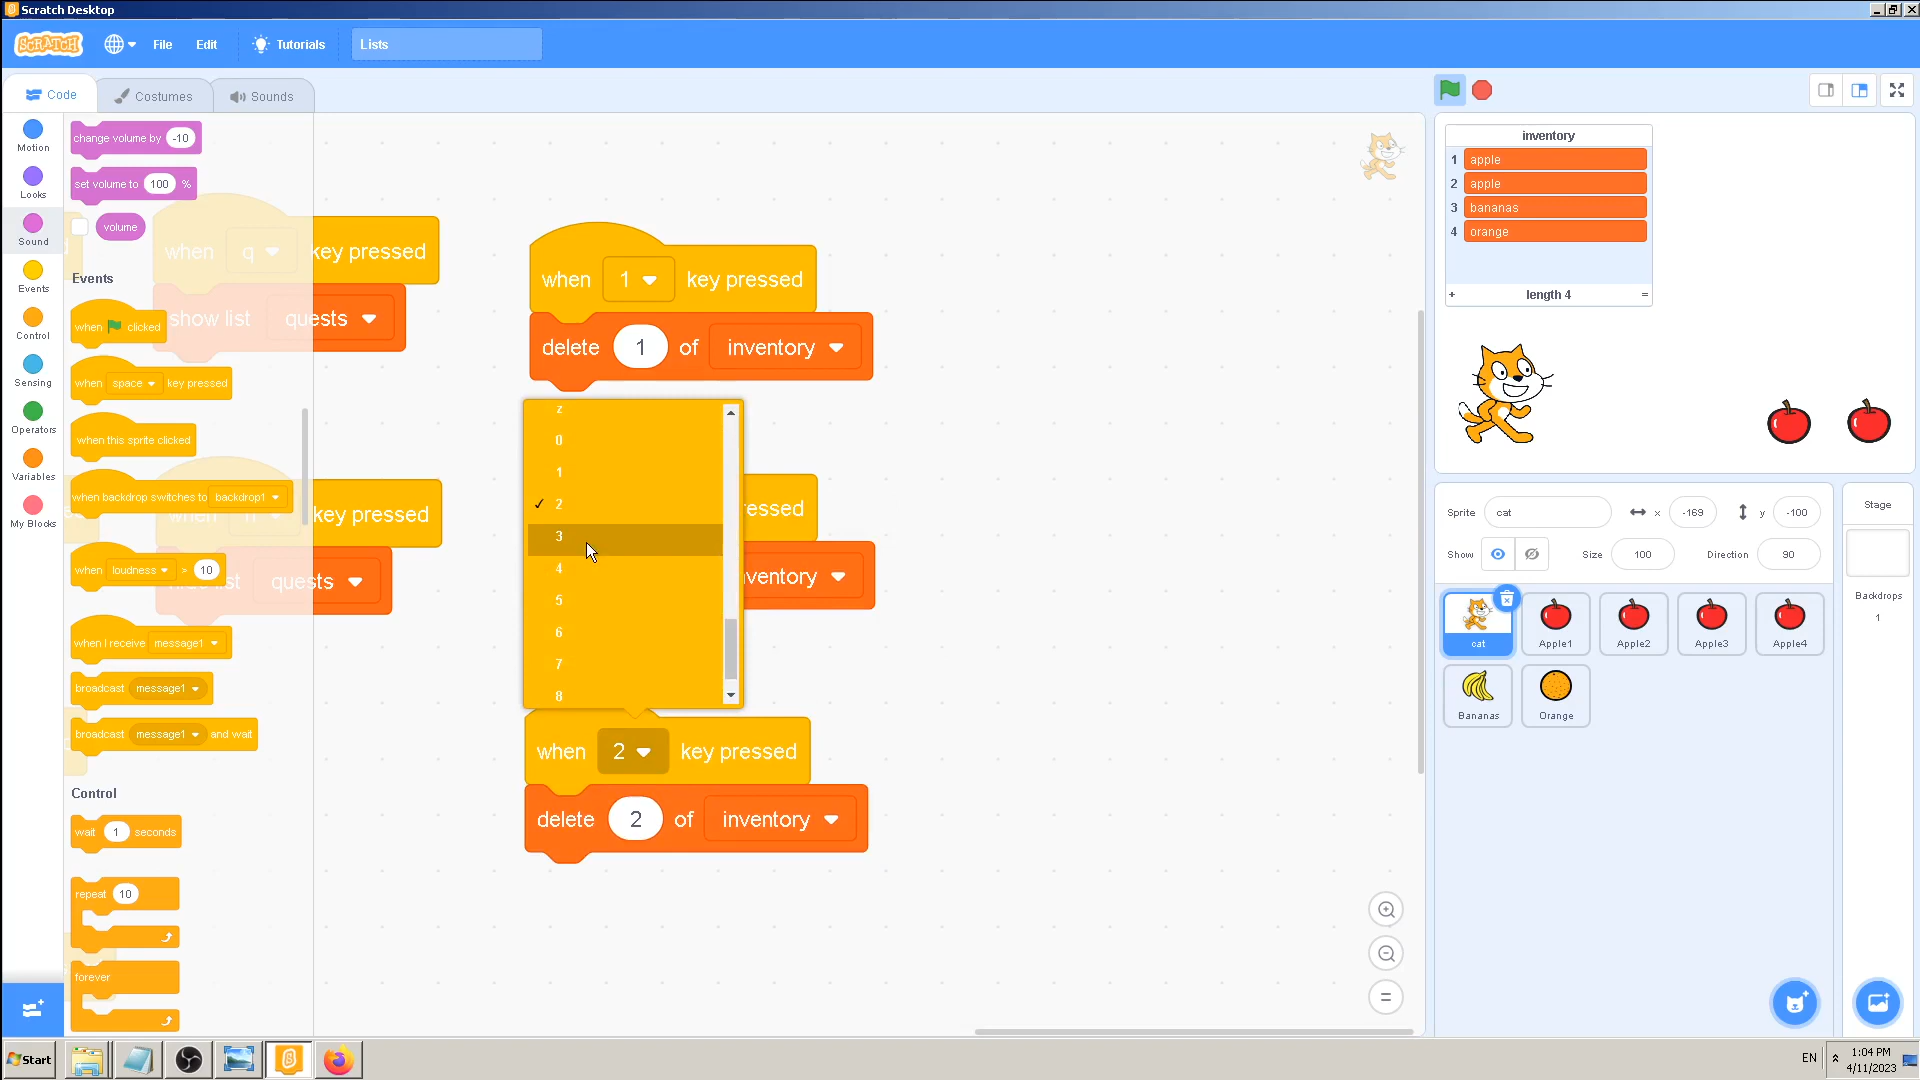 Scratch Desktop
SCRATCH
File
Edit
Tutorials
Lists
Code
Costumes
Sounds
Motion
Looks
Sound
Events
Control
Sensing
Operators
Variables
My Blocks
change volume by -10
set volume to 100 %
volume
Events
when clicked
when space key pressed
when this sprite clicked
when backdrop switches to backdrop1
when loudness > 10
when I receive message1
broadcast message1
broadcast message1 and wait
Control
wait 1 seconds
repeat 10
forever
when q key pressed
show list quests
key pressed
quests
when 1 key pressed
delete 1 of inventory
z
0
1
✓ 2
3
4
5
6
7
8
when 2 key pressed
delete 2 of inventory
inventory
1 apple
2 apple
3 bananas
4 orange
+ length 4 =
Sprite cat x -169 y -100
Show Size 100 Direction 90
cat
Apple1
Apple2
Apple3
Apple4
Bananas
Orange
Stage
Backdrops
1
Start
EN
1:04 PM
4/11/2023